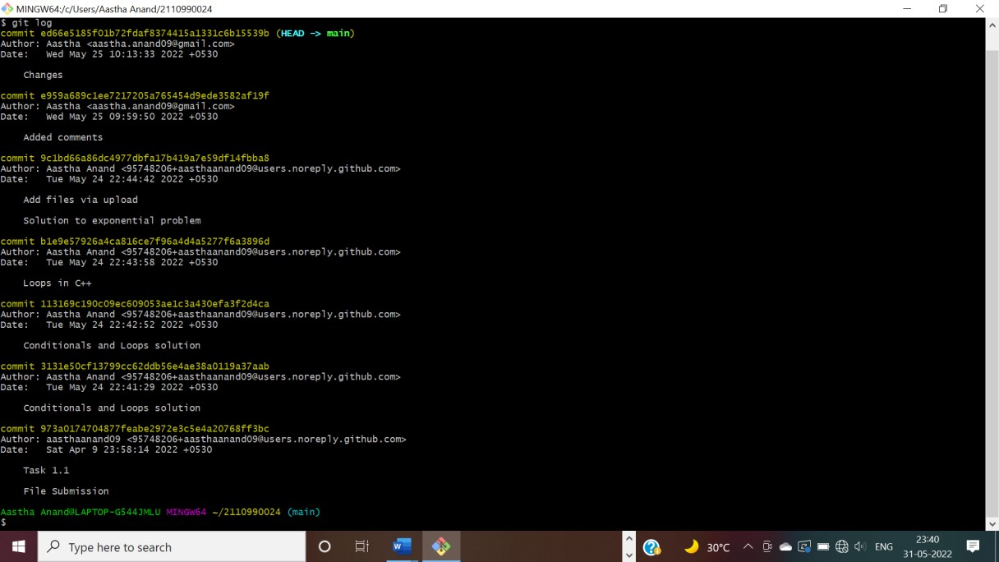 MINGW64:/c/Users/Aastha Anand/2110990024
$ git log
commit ed66e5185f01b72fdaf8374415a1331c6b15539b (HEAD -> main)
Author: Aastha <aastha.anand09@gmail.com>
Date:   Wed May 25 10:13:33 2022 +0530
Changes
commit e959a689c1ee7217205a765454d9ede3582af19f
Author: Aastha <aastha.anand09@gmail.com>
Date:   Wed May 25 09:59:50 2022 +0530
Added comments
commit 9c1bd66a86dc4977dbfa17b419a7e59df14fbba8
Author: Aastha Anand <95748206+aasthaanand09@users.noreply.github.com>
Date:   Tue May 24 22:44:42 2022 +0530
Add files via upload
Solution to exponential problem
commit b1e9e57926a4ca816ce7f96a4d4a5277f6a3896d
Author: Aastha Anand <95748206+aasthaanand09@users.noreply.github.com>
Date:   Tue May 24 22:43:58 2022 +0530
Loops in C++
commit 113169c190c09ec609053ae1c3a430efa3f2d4ca
Author: Aastha Anand <95748206+aasthaanand09@users.noreply.github.com>
Date:   Tue May 24 22:42:52 2022 +0530
Conditionals and Loops solution
commit 3131e50cf13799cc62ddb56e4ae38a0119a37aab
Author: Aastha Anand <95748206+aasthaanand09@users.noreply.github.com>
Date:   Tue May 24 22:41:29 2022 +0530
Conditionals and Loops solution
commit 973a0174704877feabe2972e3c5e4a20768ff3bc
Author: aasthaanand09 <95748206+aasthaanand09@users.noreply.github.com>
Date:   Sat Apr 9 23:58:14 2022 +0530
Task 1.1
File Submission
Aastha Anand@LAPTOP-G544JMLU MINGW64 ~/2110990024 (main)
$
Type here to search
30°C
ENG
23:40
31-05-2022